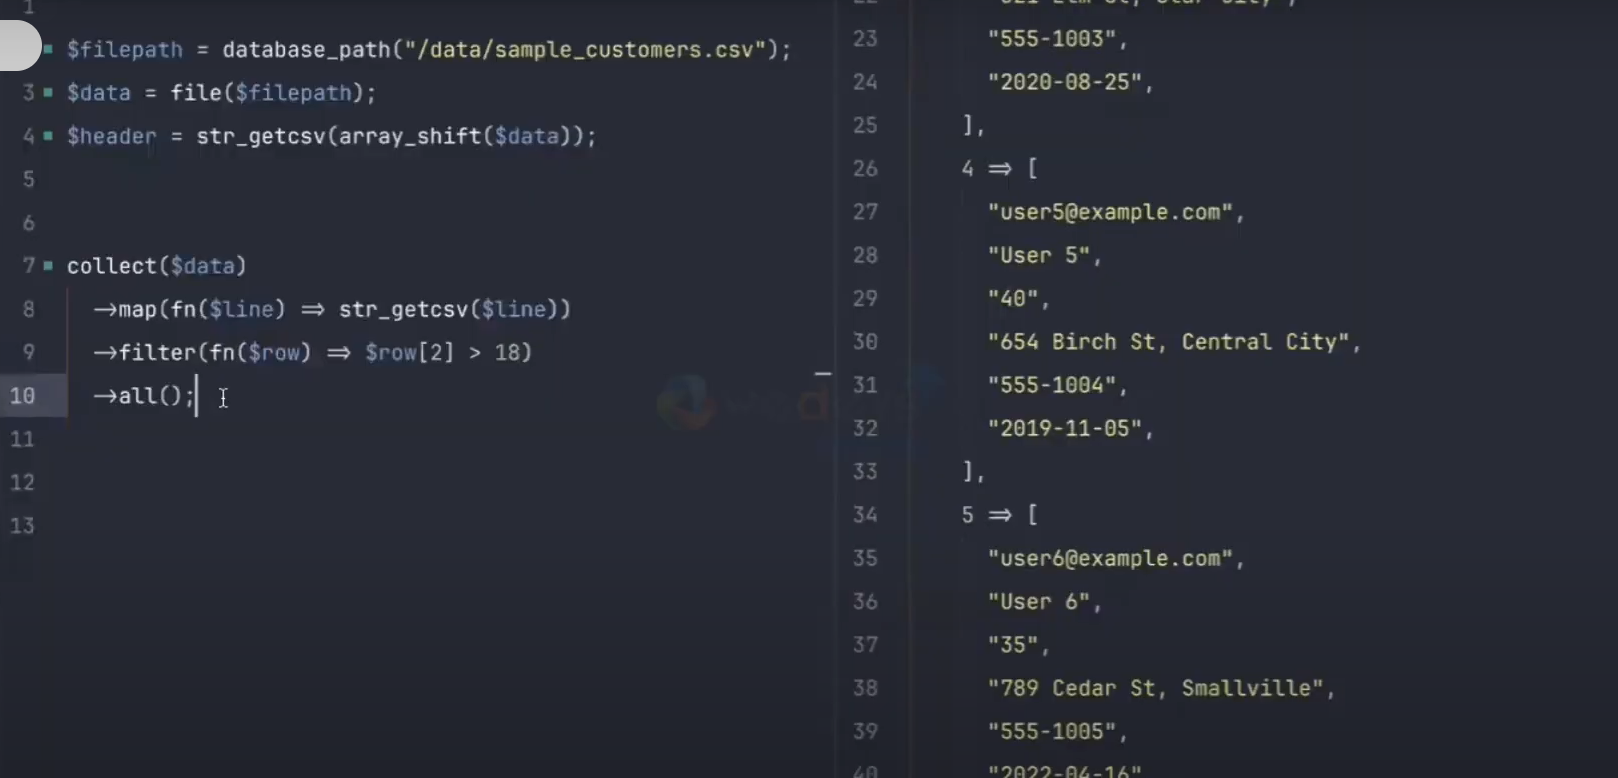 1
$filepath = database_path("/data/sample_customers.csv");
3 $data = file($filepath);
4 $header = str_getcsv(array_shift($data));
5
6
7 collect($data)
8 ->map(fn($line) => str_getcsv($line))
9 ->filter(fn($row) => $row[2] > 18)
10 ->all();
11
12
13
23 "555-1003",
24 "2020-08-25",
25 ],
26 4 => [
27 "user5@example.com",
28 "User 5",
29 "40",
30 "654 Birch St, Central City",
31 "555-1004",
32 "2019-11-05",
33 ],
34 5 => [
35 "user6@example.com",
36 "User 6",
37 "35",
38 "789 Cedar St, Smallville",
39 "555-1005",
40 "2022-04-16"